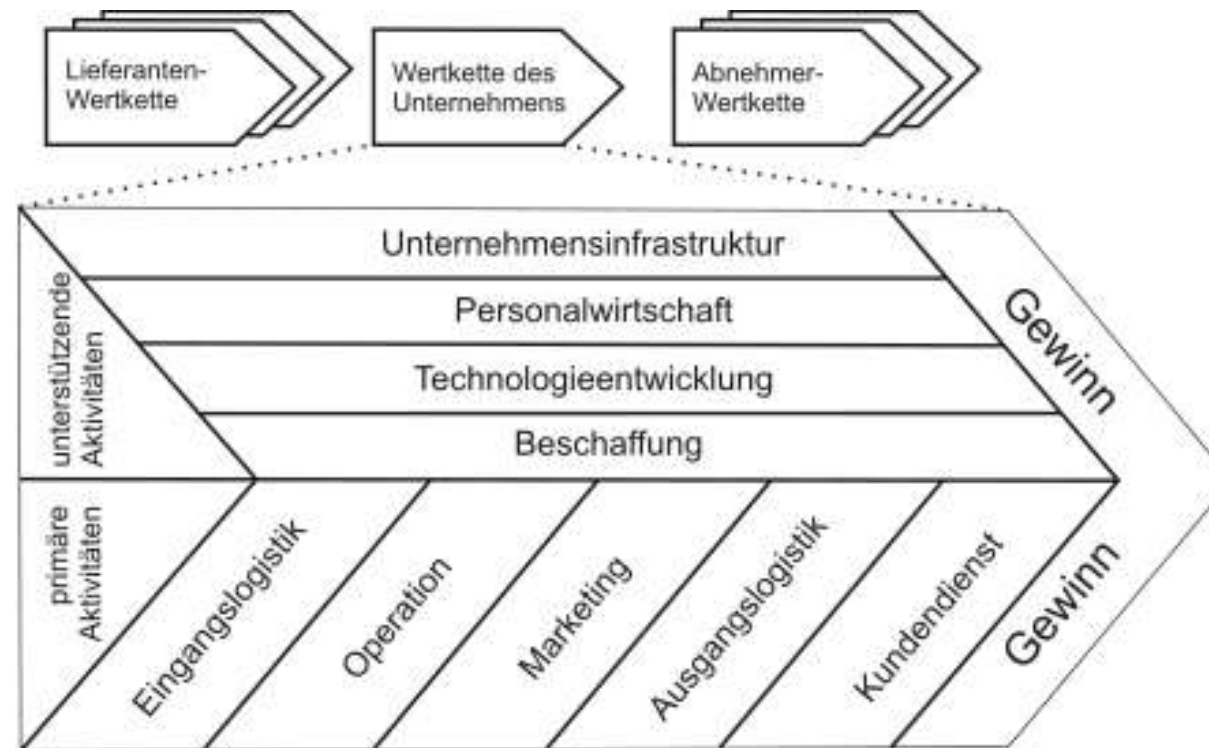 Lieferanten-
Wertkette
Wertkette des
Unternehmens
Abnehmer-
Wertkette
unterstützende
Aktivitäten
Unternehmensinfrastruktur
Personalwirtschaft
Technologieentwicklung
Beschaffung
Gewinn
primäre
Aktivitäten
Eingangslogistik
Operation
Marketing
Ausgangslogistik
Kundendienst
Gewinn